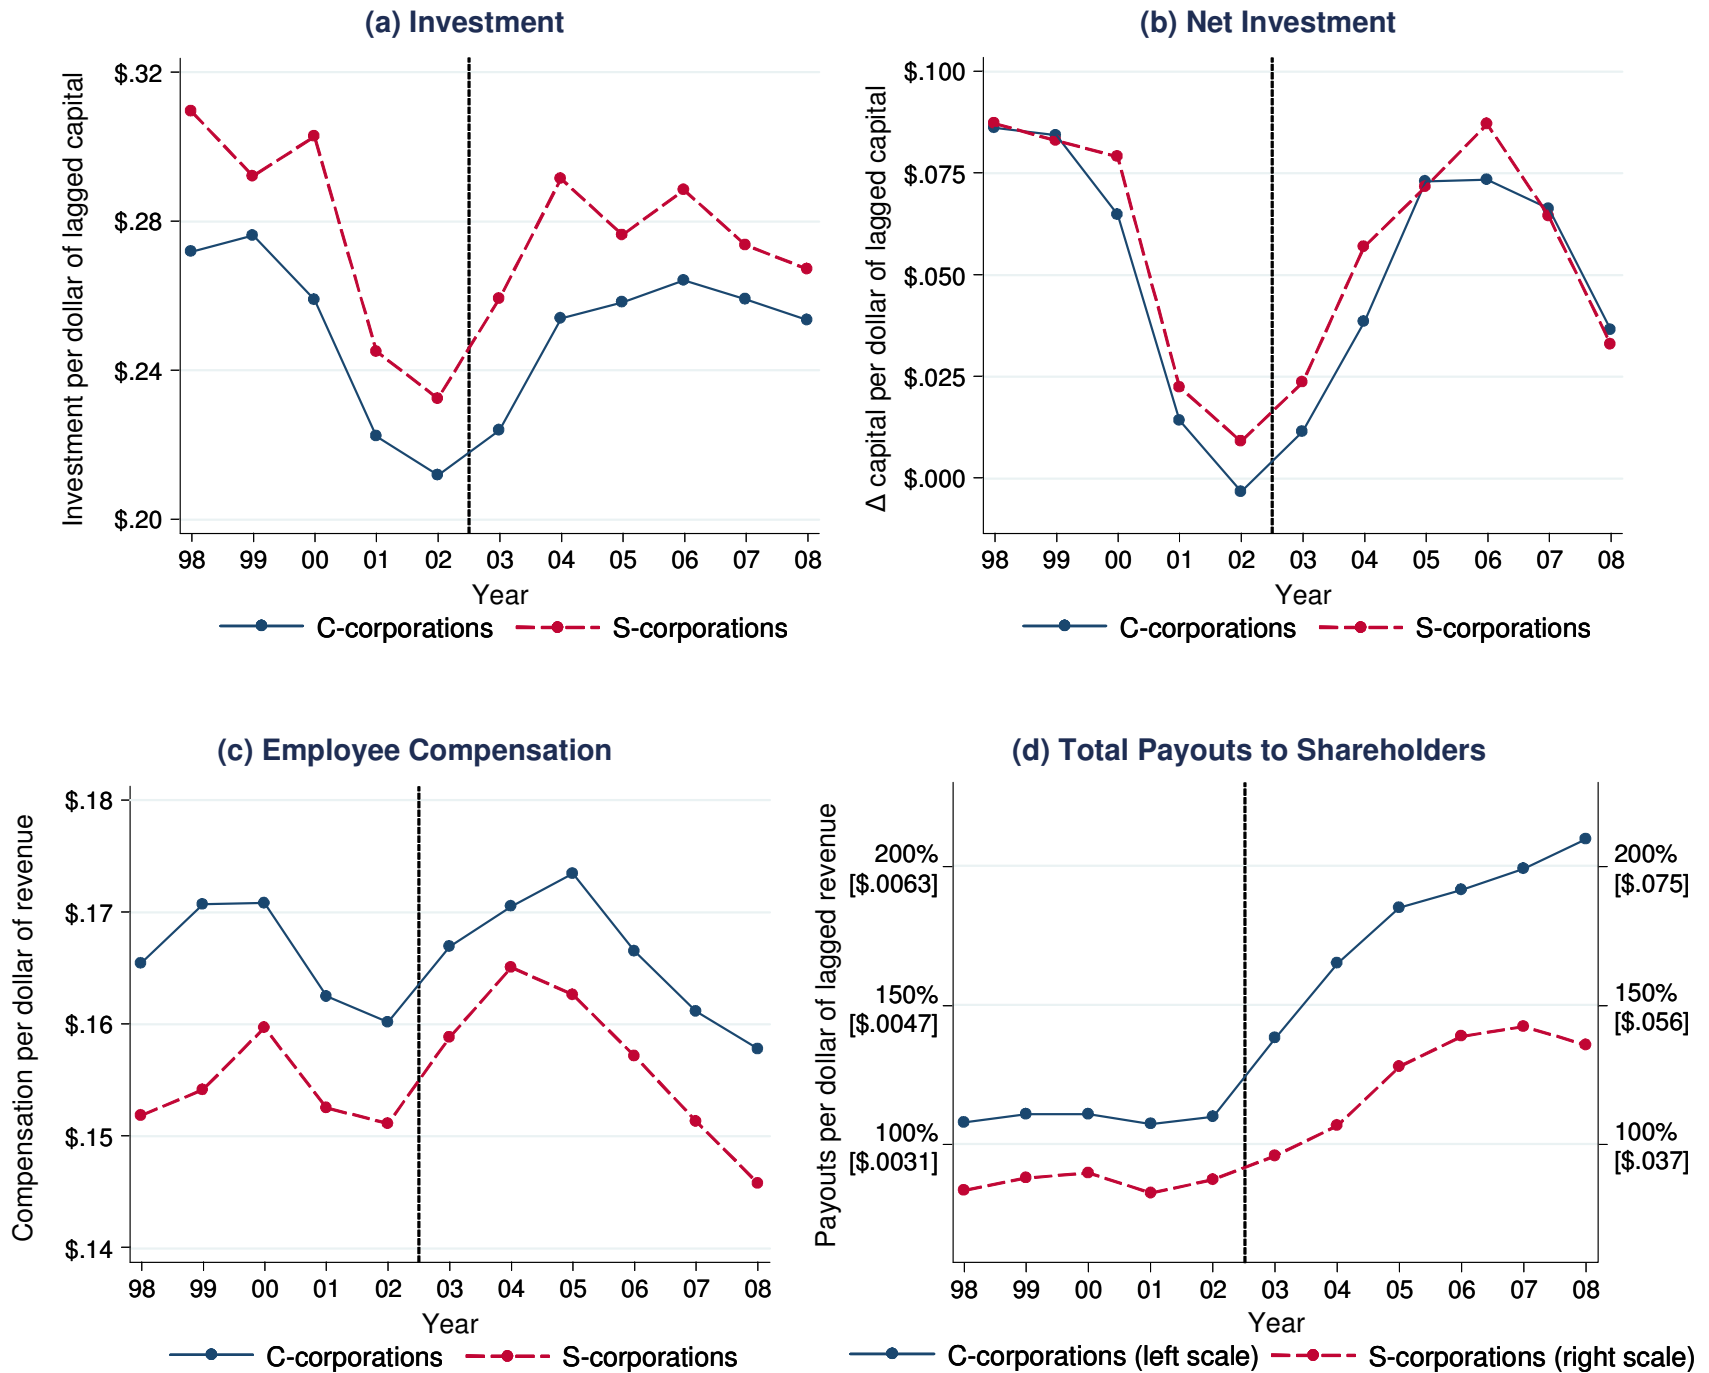 (a) Investment
Investment per dollar of lagged capital
$.32
$.28
$.24
$.20
98 99 00 01 02 03 04 05 06 07 08
Year
C-corporations S-corporations
(b) Net Investment
Δ capital per dollar of lagged capital
$.100
$.075
$.050
$.025
$.000
98 99 00 01 02 03 04 05 06 07 08
Year
C-corporations S-corporations
(c) Employee Compensation
Compensation per dollar of revenue
$.18
$.17
$.16
$.15
$.14
98 99 00 01 02 03 04 05 06 07 08
Year
C-corporations S-corporations
(d) Total Payouts to Shareholders
Payouts per dollar of lagged revenue
200%
[$.0063]
150%
[$.0047]
100%
[$.0031]
200%
[$.075]
150%
[$.056]
100%
[$.037]
98 99 00 01 02 03 04 05 06 07 08
Year
C-corporations (left scale) S-corporations (right scale)